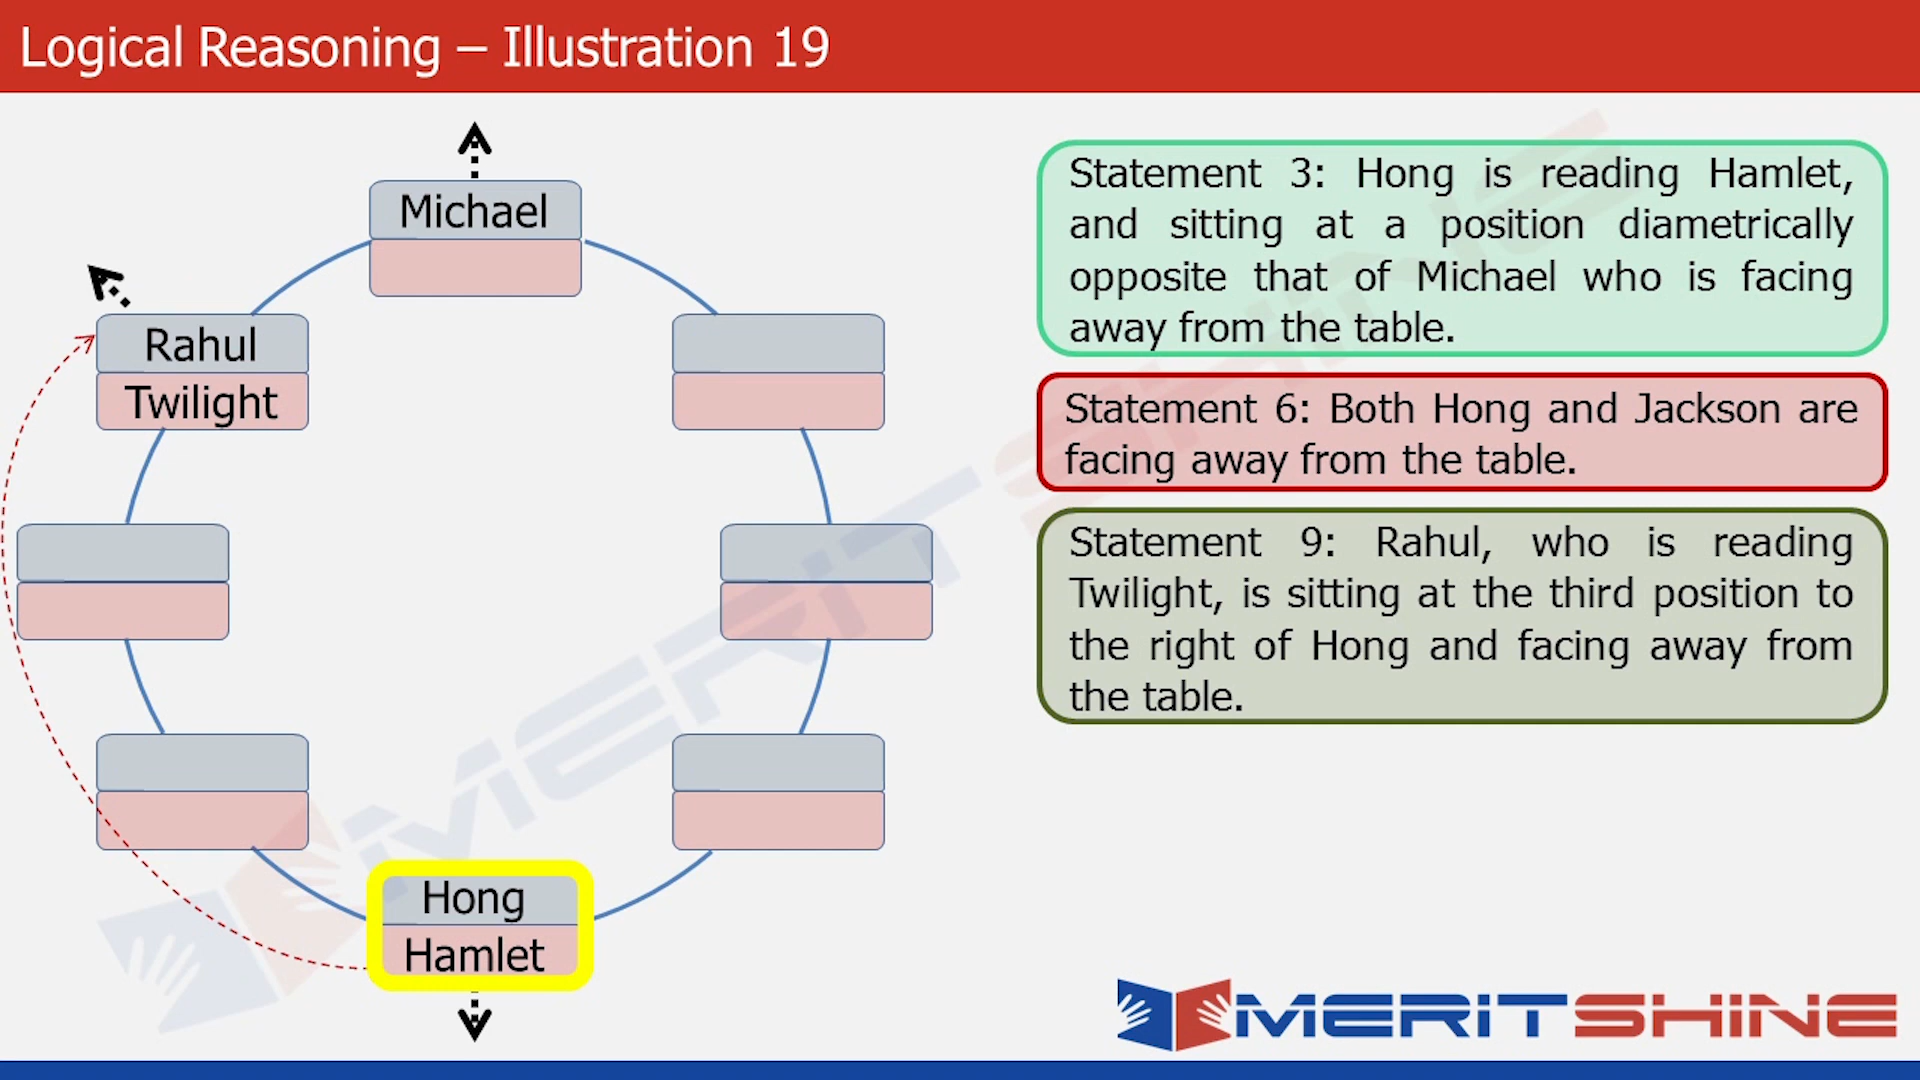 Logical Reasoning – Illustration 19
Michael
Rahul
Twilight
Hong
Hamlet
Statement 3: Hong is reading Hamlet,
and sitting at a position diametrically
opposite that of Michael who is facing
away from the table.
Statement 6: Both Hong and Jackson are
facing away from the table.
Statement 9: Rahul, who is reading
Twilight, is sitting at the third position to
the right of Hong and facing away from
the table.
MERITSHINE
MERITSHINE